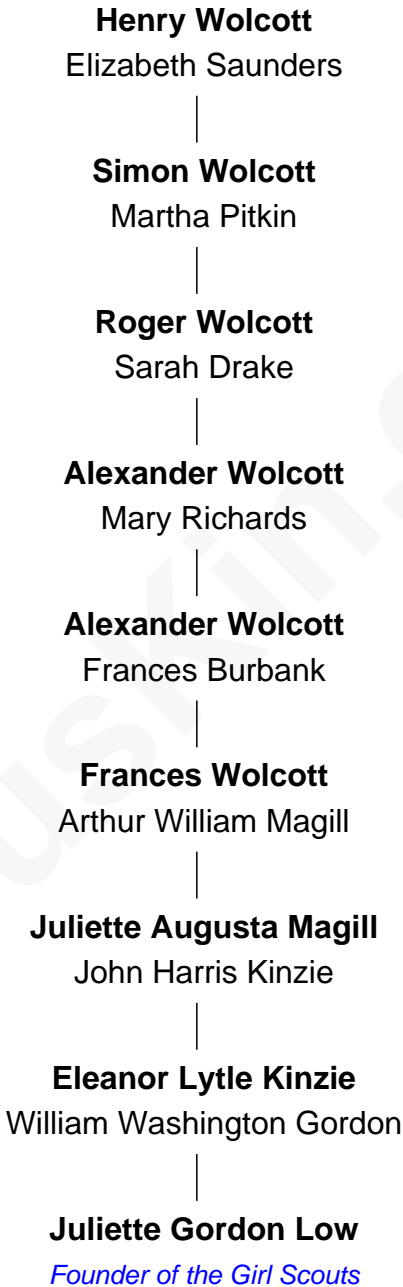 Henry Wolcott
Elizabeth Saunders
Simon Wolcott
Martha Pitkin
Roger Wolcott
Sarah Drake
Alexander Wolcott
Mary Richards
Alexander Wolcott
Frances Burbank
Frances Wolcott
Arthur William Magill
Juliette Augusta Magill
John Harris Kinzie
Eleanor Lytle Kinzie
William Washington Gordon
Juliette Gordon Low
Founder of the Girl Scouts